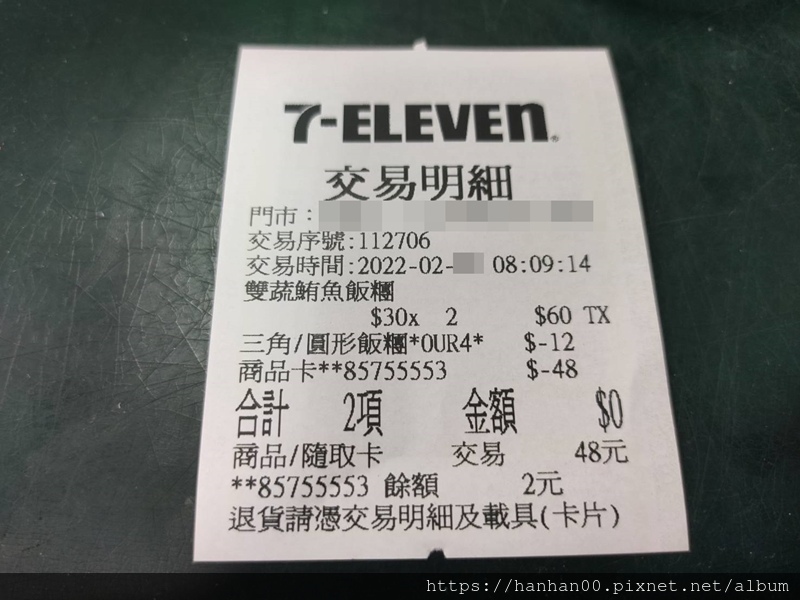 7-ELEVEn
交易明細
門市：
交易序號:112706
交易時間:2022-02- 08:09:14
雙蔬鮪魚飯糰
$30x 2 $60 TX
三角/圓形飯糰*OUR4* $-12
商品卡**85755553 $-48
合計 2項 金額 $0
商品/隨取卡 交易 48元
**85755553 餘額 2元
退貨請憑交易明細及載具(卡片)
https://hanhan00.pixnet.net/album